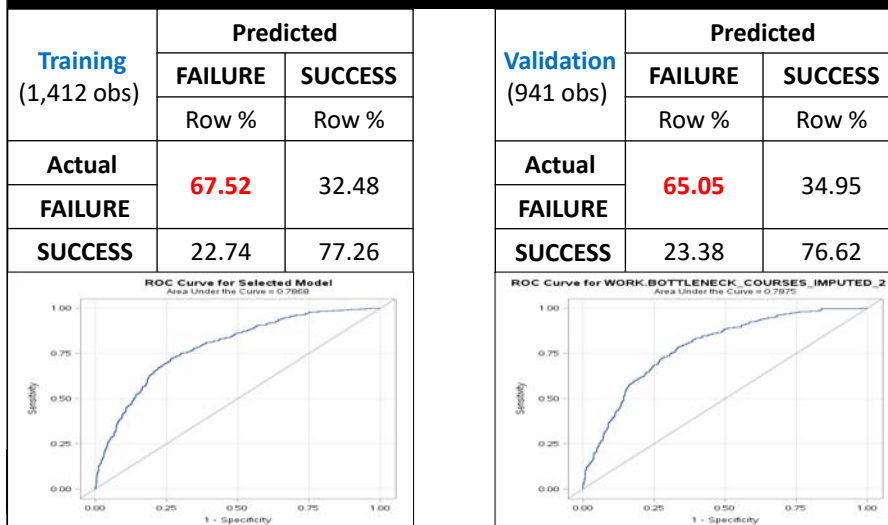 Training
(1,412 obs)
Predicted
FAILURE SUCCESS
Row % Row %
Actual
FAILURE
67.52 32.48
SUCCESS 22.74 77.26
ROC Curve for Selected Model
Area Under the Curve = 0.7868
1.00
0.75
0.50
0.25
0.00
Sensitivity
0.00 0.25 0.50 0.75 1.00
1 - Specificity
Validation
(941 obs)
Predicted
FAILURE SUCCESS
Row % Row %
Actual
FAILURE
65.05 34.95
SUCCESS 23.38 76.62
ROC Curve for WORK.BOTTLENECK_COURSES_IMPUTED_2
Area Under the Curve = 0.7875
1.00
0.75
0.50
0.25
0.00
Sensitivity
0.00 0.25 0.50 0.75 1.00
1 - Specificity